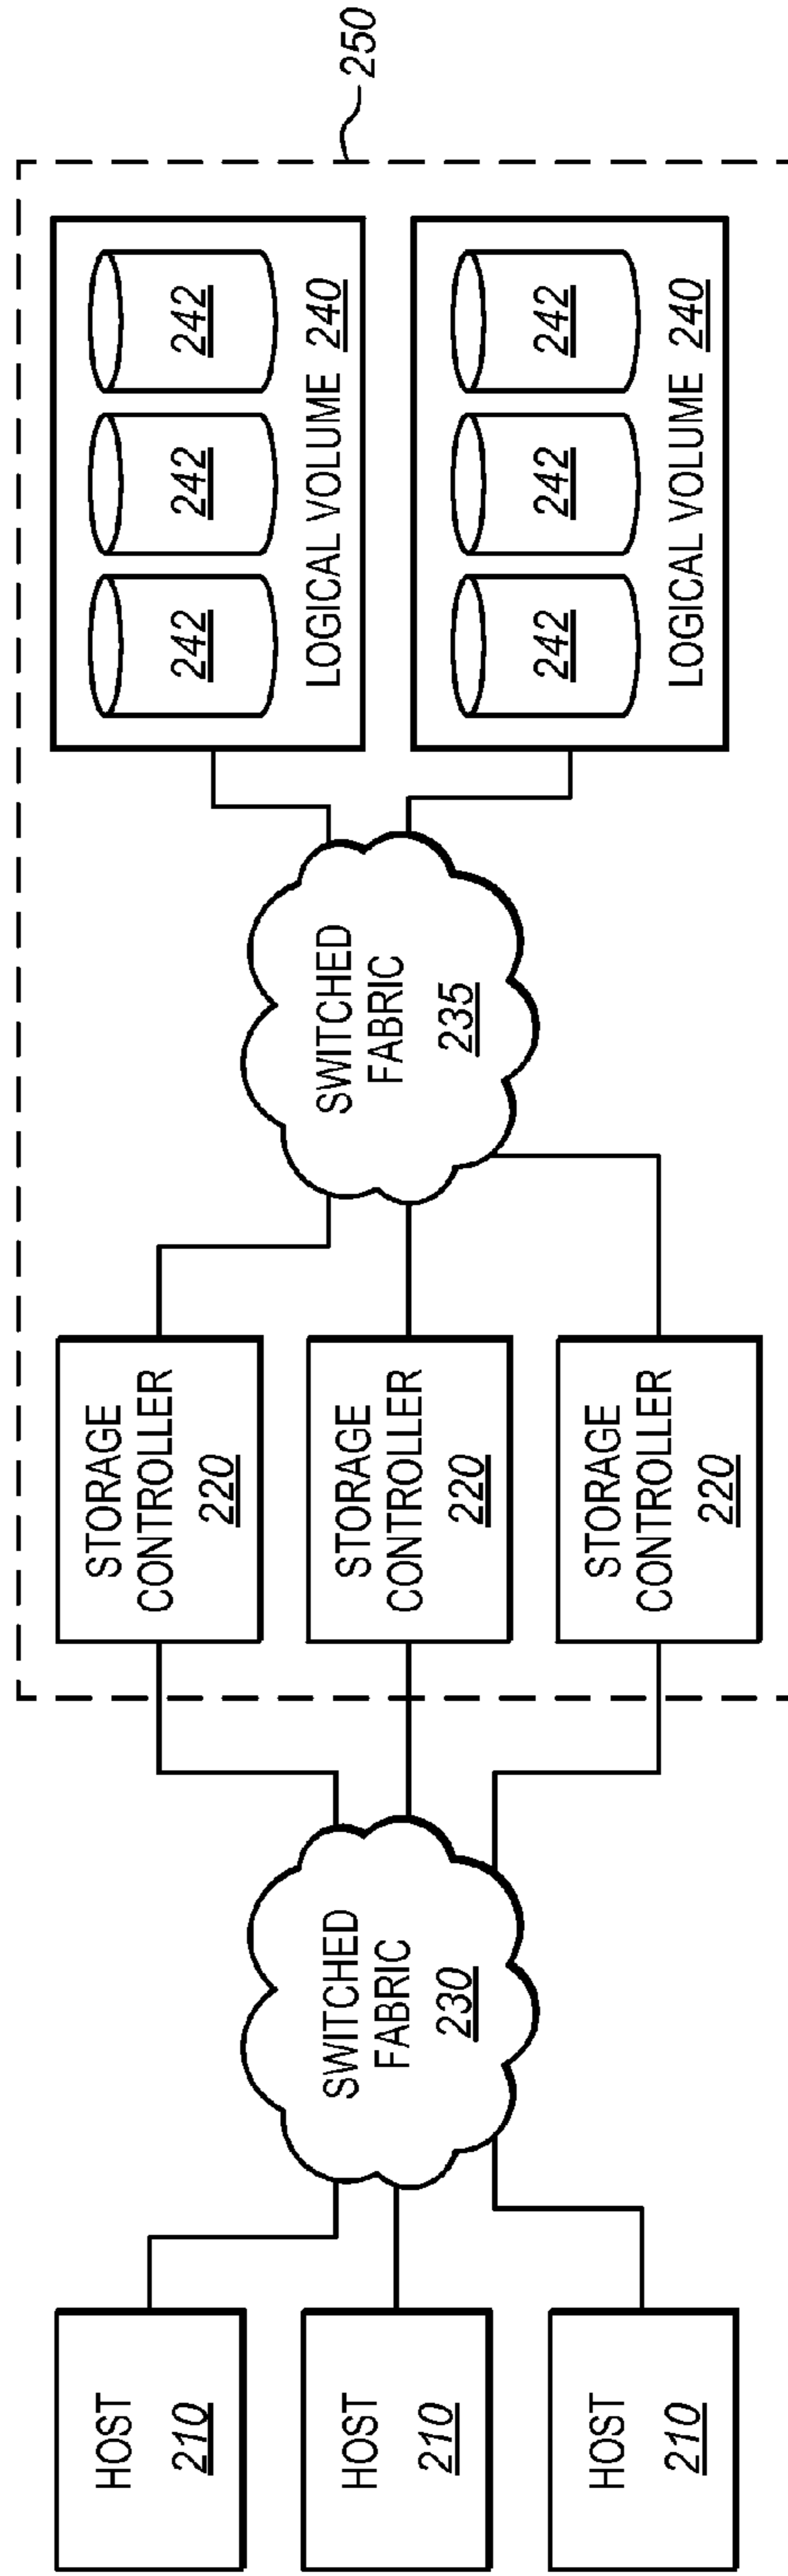 HOST
210
HOST
210
HOST
210
SWITCHED
FABRIC
230
STORAGE
CONTROLLER
220
STORAGE
CONTROLLER
220
STORAGE
CONTROLLER
220
SWITCHED
FABRIC
235
242
242
242
LOGICAL VOLUME 240
242
242
242
LOGICAL VOLUME 240
250